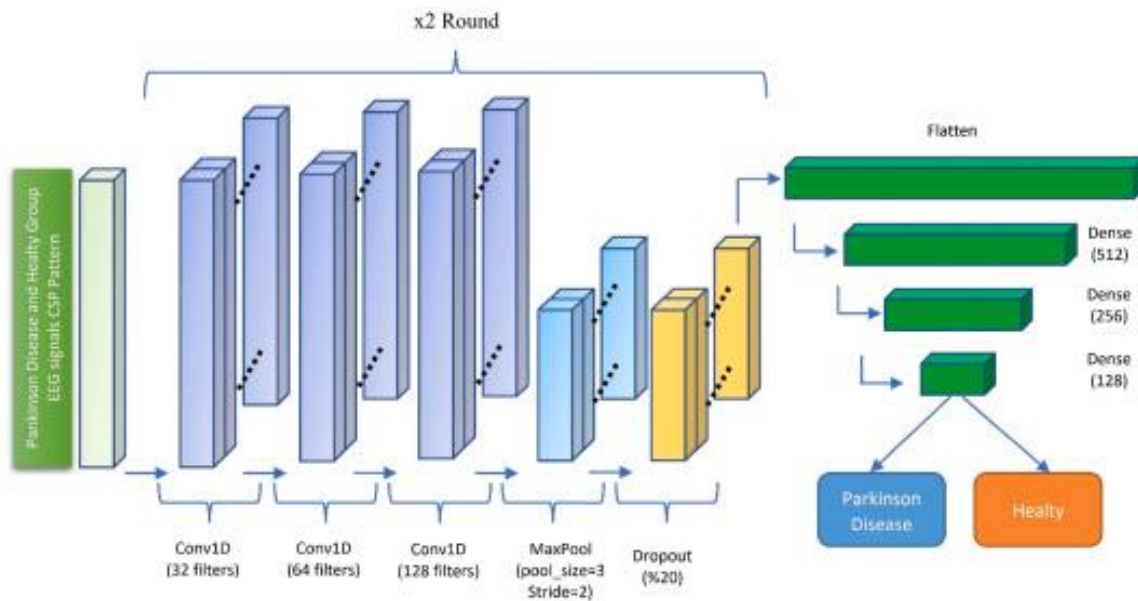 x2 Round
Pankinson Disease and Healty Group
EEG signals CSP Pattern
Conv1D
(32 filters)
Conv1D
(64 filters)
Conv1D
(128 filters)
MaxPool
(pool_size=3
Stride=2)
Dropout
(%20)
Flatten
Dense
(512)
Dense
(256)
Dense
(128)
Parkinson
Disease
Healty